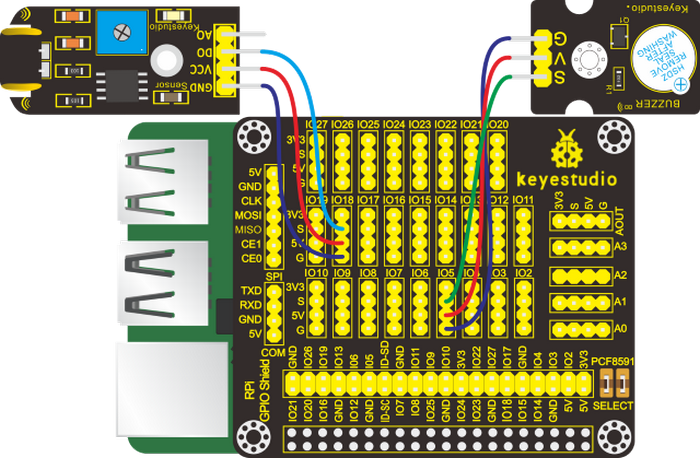 Keyestudio
AO
DO
VCC
GND
Sensor
Keyestudio.
Q1
G
V
S
R1
HSDZ
REMOVE
SEAL
AFTER
WASHING
BUZZER
IO27 IO26 IO25 IO24 IO23 IO22 IO21 IO20
3V3
S
5V
G
keyestudio
5V
GND
CLK
MOSI
MISO
CE1
CE0
SPI
IO19 IO18 IO17 IO16 IO15 IO14 IO12 IO11
3V3
S
5V
G
3V3 S 5V G
AOUT
A3
A2
A1
A0
IO10 IO9 IO8 IO7 IO6 IO5 IO3 IO2
3V3
S
5V
G
TXD
RXD
GND
5V
COM
RPi
GPIO Shield
GND IO26 IO19 IO13 IO6 IO5 ID-SD GND IO11 IO9 IO10 3V3 IO22 IO27 IO17 GND IO4 IO3 IO2 3V3
IO21 IO20 IO16 GND IO12 GND ID-SC IO7 IO8 IO25 GND IO24 IO23 GND IO18 IO15 IO14 GND 5V 5V
PCF8591
SELECT